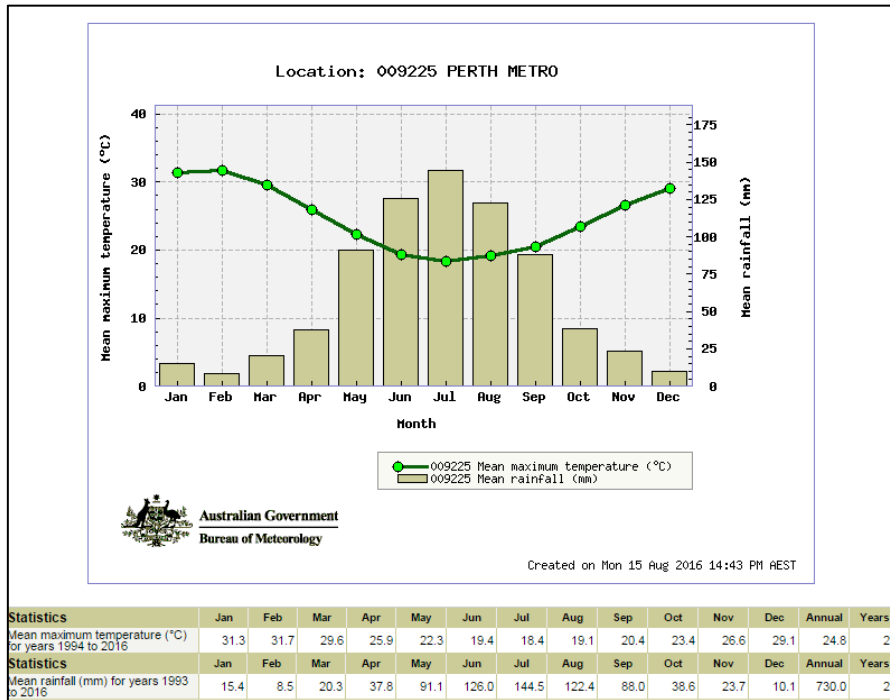 Location: 009225 PERTH METRO
40
30
20
10
0
Mean maximum temperature (°C)
175
150
125
100
75
50
25
0
Mean rainfall (mm)
Jan Feb Mar Apr May Jun Jul Aug Sep Oct Nov Dec
Month
009225 Mean maximum temperature (°C)
009225 Mean rainfall (mm)
Australian Government
Bureau of Meteorology
Created on Mon 15 Aug 2016 14:43 PM AEST
Statistics Jan Feb Mar Apr May Jun Jul Aug Sep Oct Nov Dec Annual Years
Mean maximum temperature (°C)
for years 1994 to 2016 31.3 31.7 29.6 25.9 22.3 19.4 18.4 19.1 20.4 23.4 26.6 29.1 24.8 2
Statistics Jan Feb Mar Apr May Jun Jul Aug Sep Oct Nov Dec Annual Years
Mean rainfall (mm) for years 1993
to 2016 15.4 8.5 20.3 37.8 91.1 126.0 144.5 122.4 88.0 38.6 23.7 10.1 730.0 2